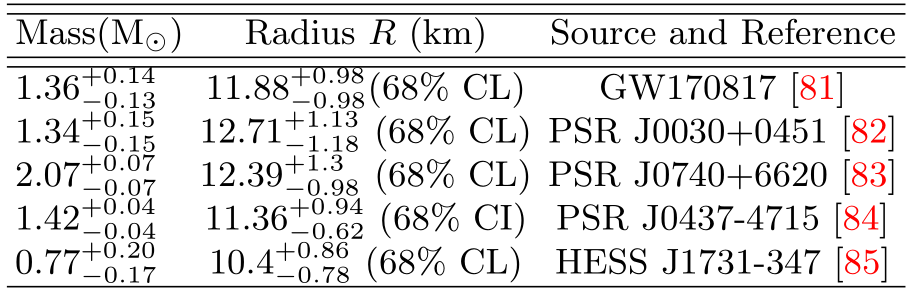 Mass(M⊙) Radius R (km) Source and Reference
1.36+0.14−0.13 11.88+0.98−0.98(68% CL) GW170817 [81]
1.34+0.15−0.15 12.71+1.13−1.18 (68% CL) PSR J0030+0451 [82]
2.07+0.07−0.07 12.39+1.3−0.98 (68% CL) PSR J0740+6620 [83]
1.42+0.04−0.04 11.36+0.94−0.62 (68% CI) PSR J0437-4715 [84]
0.77+0.20−0.17 10.4+0.86−0.78 (68% CL) HESS J1731-347 [85]